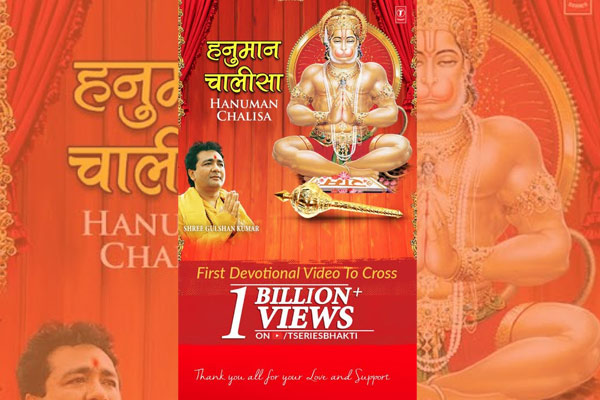 हनुमान
चालीसा
HANUMAN
CHALISA
SHREE GULSHAN KUMAR
First Devotional Video To Cross
1 BILLION+
VIEWS
ON /TSERIESBHAKTI
Thank you all for your Love and Support